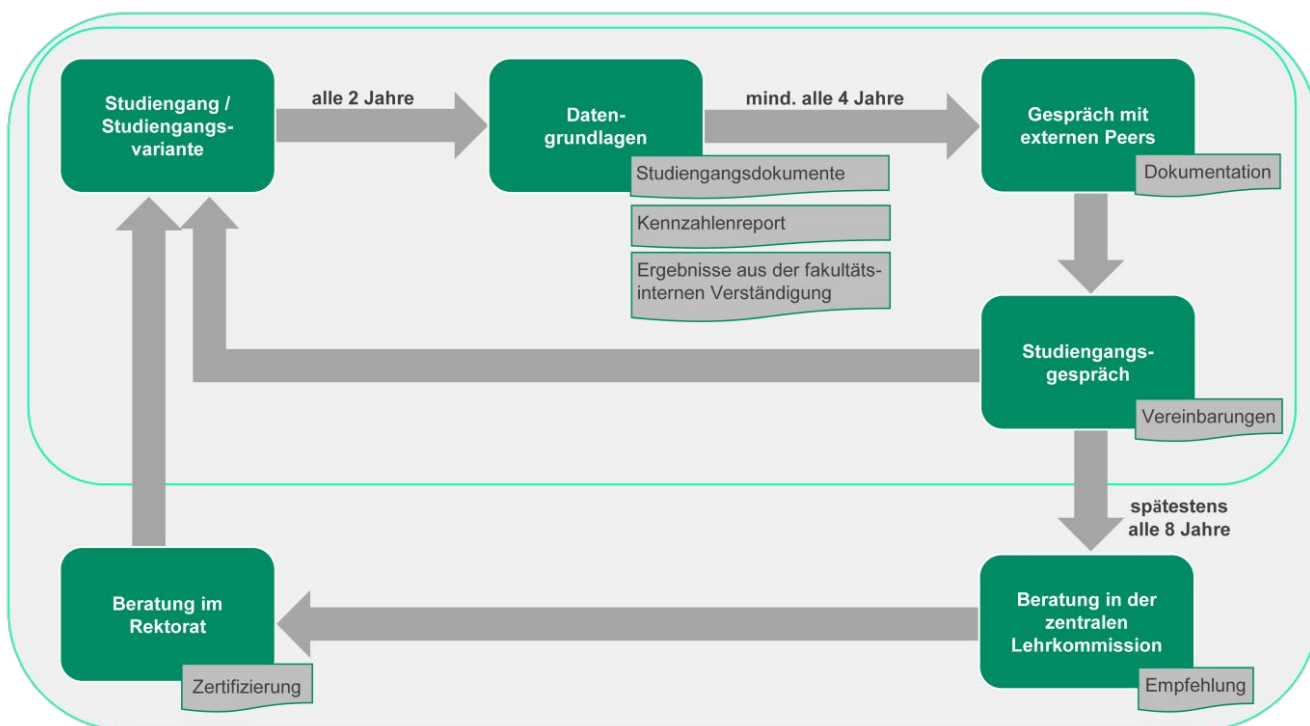 Studiengang /
Studiengangs-
variante
alle 2 Jahre
Daten-
grundlagen
Studiengangsdokumente
Kennzahlenreport
Ergebnisse aus der fakultäts-
internen Verständigung
mind. alle 4 Jahre
Gespräch mit
externen Peers
Dokumentation
Studiengangs-
gespräch
Vereinbarungen
spätestens
alle 8 Jahre
Beratung in der
zentralen
Lehrkommission
Empfehlung
Beratung im
Rektorat
Zertifizierung